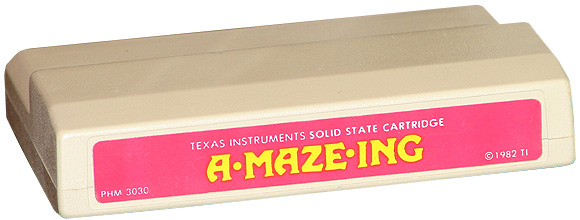 TEXAS INSTRUMENTS SOLID STATE CARTRIDGE
A•MAZE•ING
PHM 3030
©1982 TI